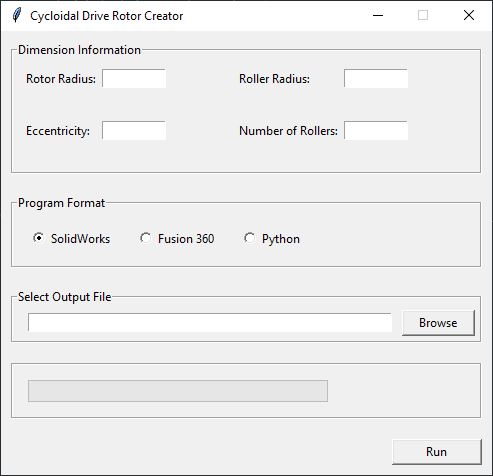 Cycloidal Drive Rotor Creator
Dimension Information
Rotor Radius: Roller Radius:
Eccentricity: Number of Rollers:
Program Format
SolidWorks Fusion 360 Python
Select Output File
Browse
Run